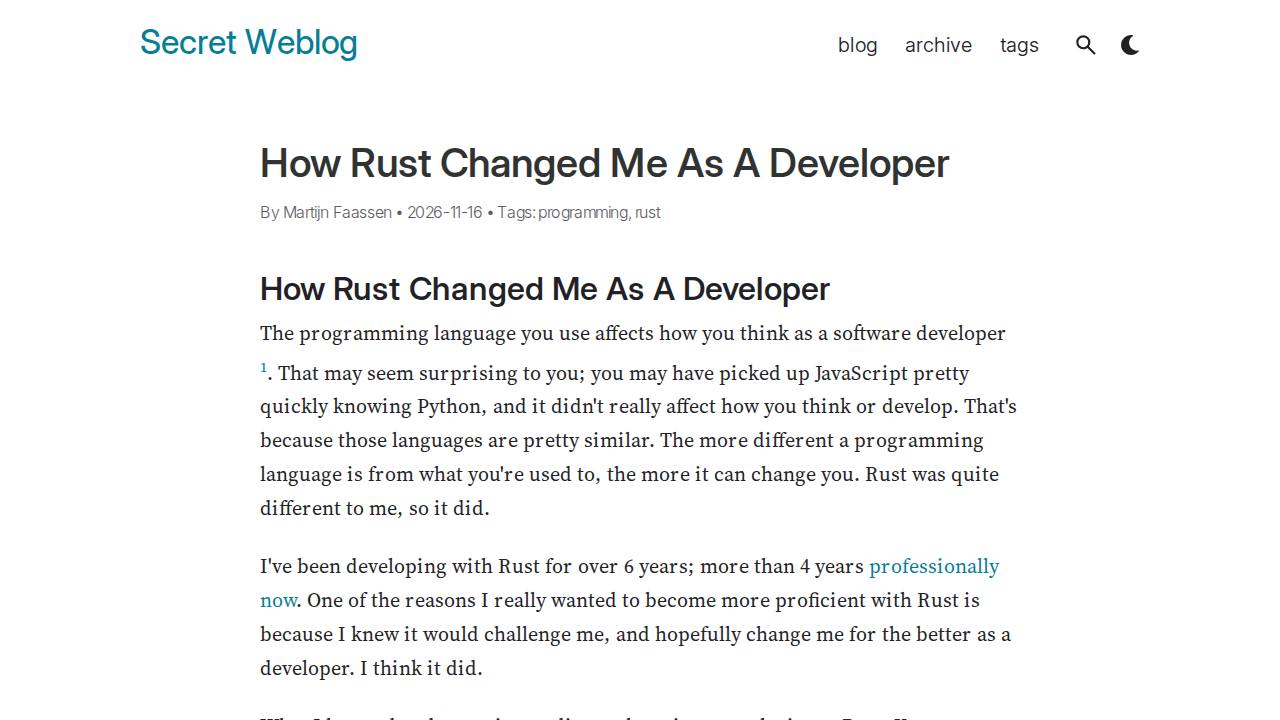 Secret Weblog
blog archive tags
How Rust Changed Me As A Developer
By Martijn Faassen • 2026-11-16 • Tags: programming, rust
How Rust Changed Me As A Developer
The programming language you use affects how you think as a software developer
1. That may seem surprising to you; you may have picked up JavaScript pretty
quickly knowing Python, and it didn't really affect how you think or develop. That's
because those languages are pretty similar. The more different a programming
language is from what you're used to, the more it can change you. Rust was quite
different to me, so it did.
I've been developing with Rust for over 6 years; more than 4 years professionally
now. One of the reasons I really wanted to become more proficient with Rust is
because I knew it would challenge me, and hopefully change me for the better as a
developer. I think it did.